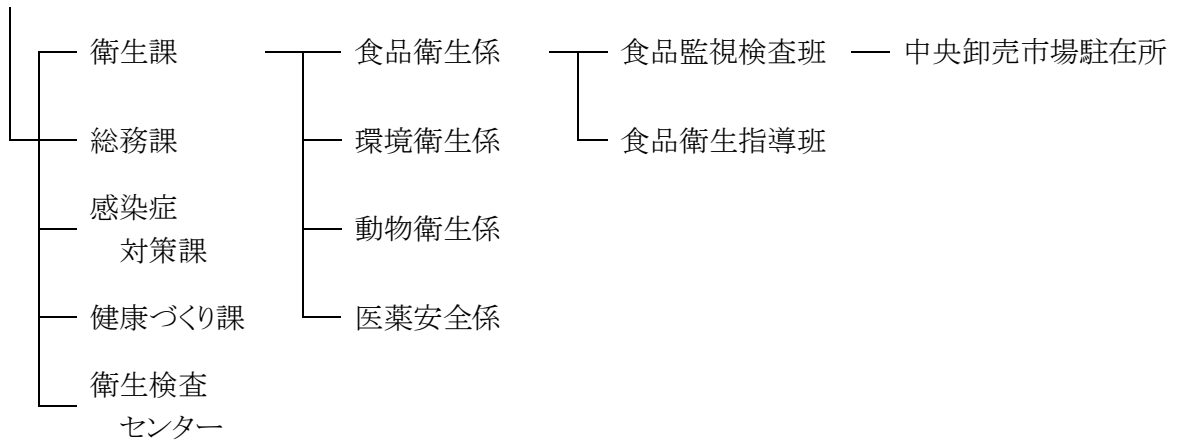 衛生課 食品衛生係 食品監視検査班 中央卸売市場駐在所
総務課 環境衛生係 食品衛生指導班
感染症
対策課
動物衛生係
健康づくり課 医薬安全係
衛生検査
センター